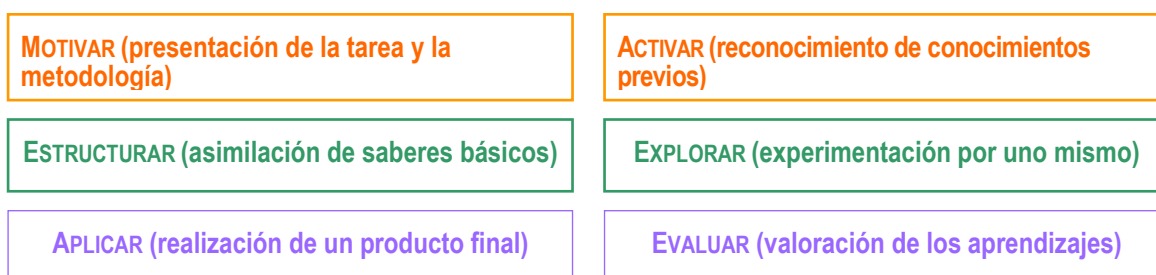 MOTIVAR (presentación de la tarea y la
metodología)
ACTIVAR (reconocimiento de conocimientos
previos)
ESTRUCTURAR (asimilación de saberes básicos)
EXPLORAR (experimentación por uno mismo)
APLICAR (realización de un producto final)
EVALUAR (valoración de los aprendizajes)